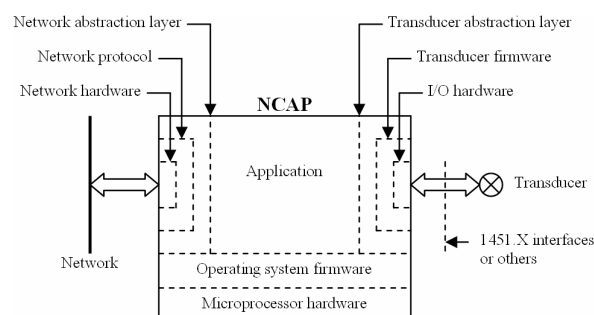 Network abstraction layer
Transducer abstraction layer
Network protocol
Transducer firmware
Network hardware
I/O hardware
NCAP
Application
Transducer
1451.X interfaces
or others
Network
Operating system firmware
Microprocessor hardware